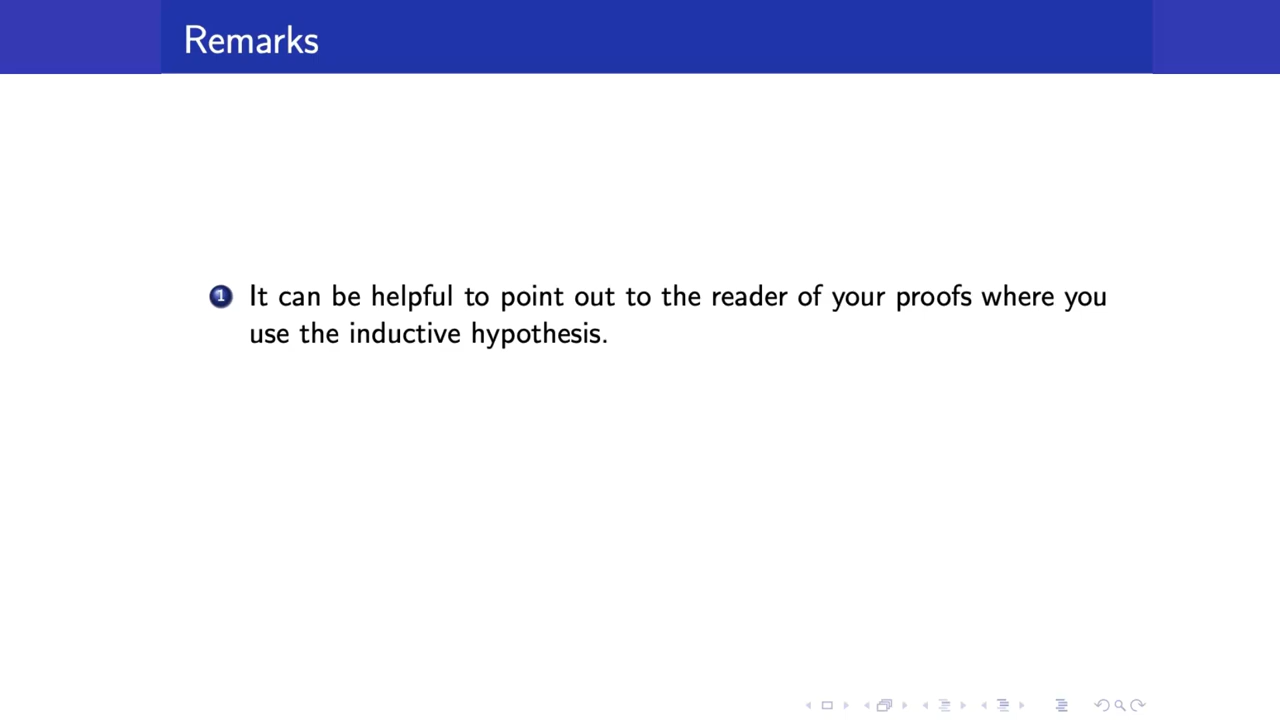 Remarks
1 It can be helpful to point out to the reader of your proofs where you
use the inductive hypothesis.